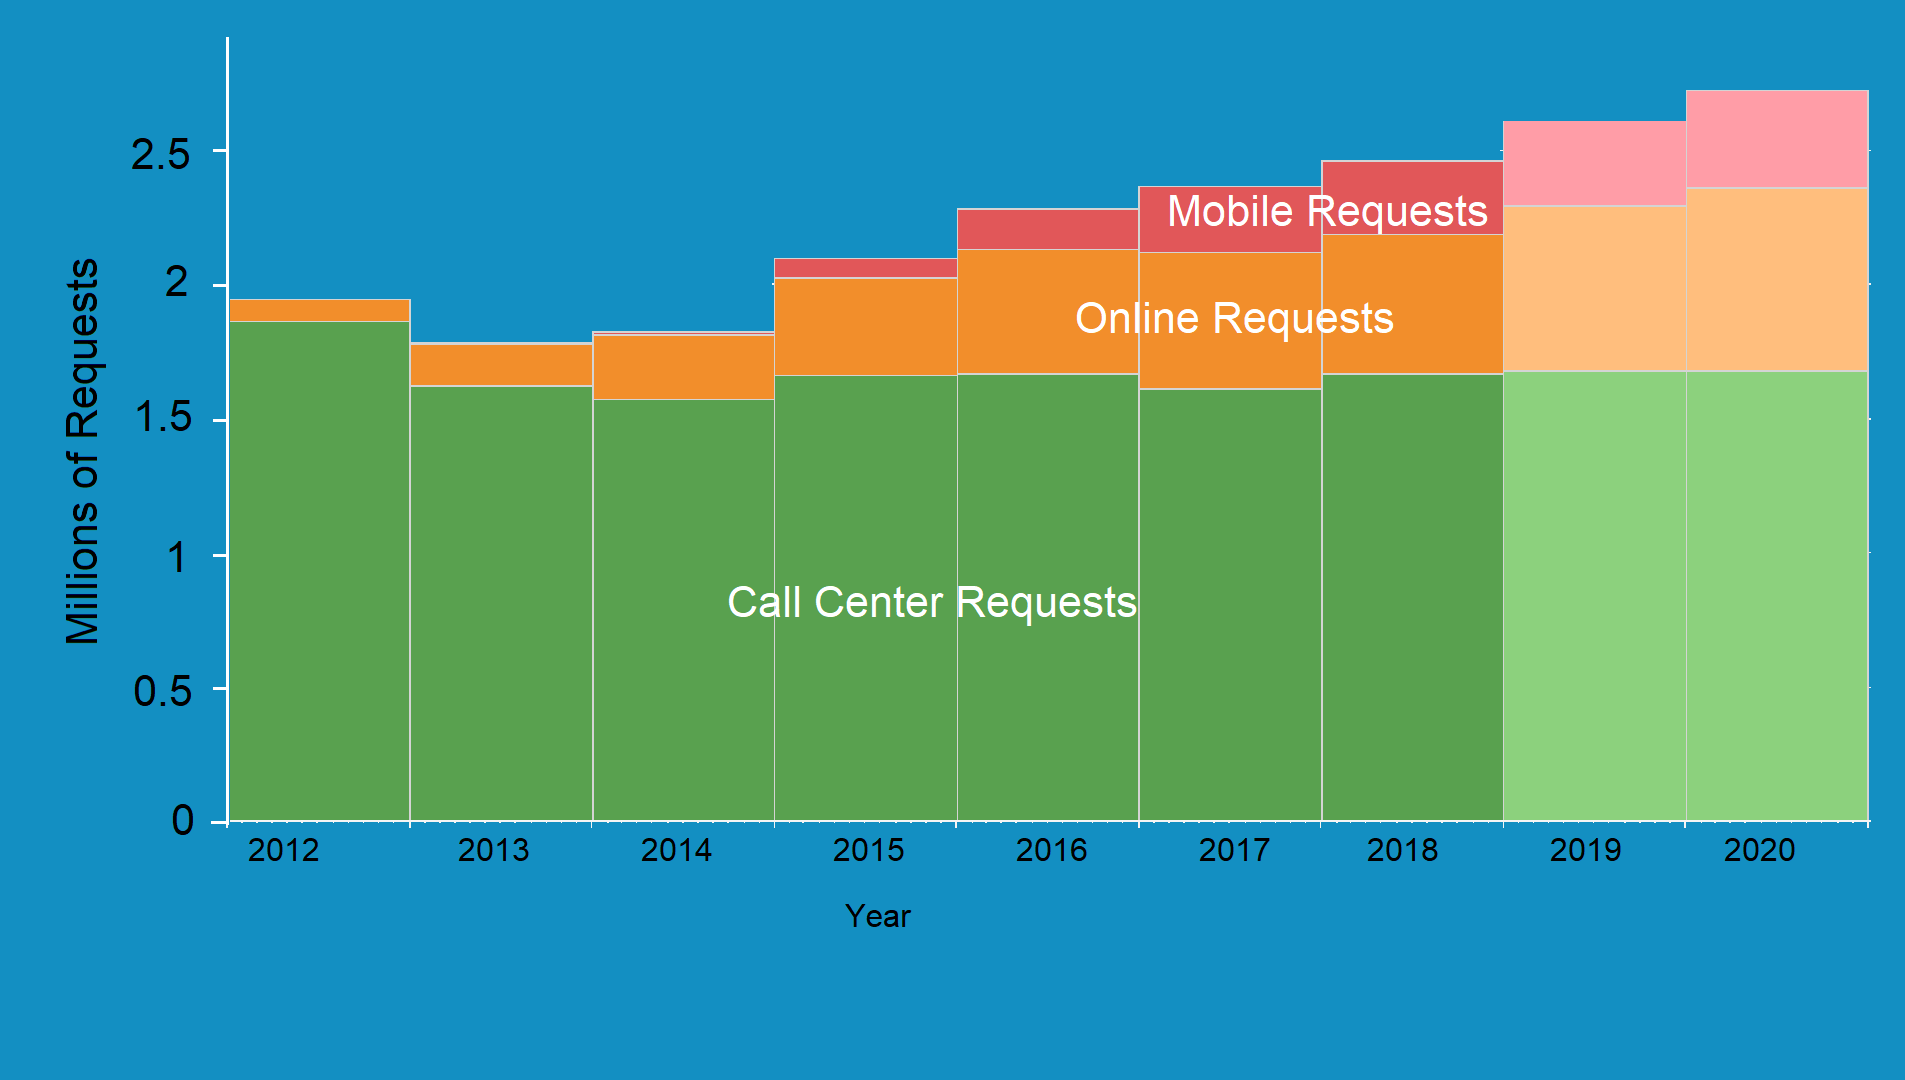 2.5
2
1.5
1
0.5
0
Millions of Requests
Mobile Requests
Online Requests
Call Center Requests
2012 2013 2014 2015 2016 2017 2018 2019 2020
Year